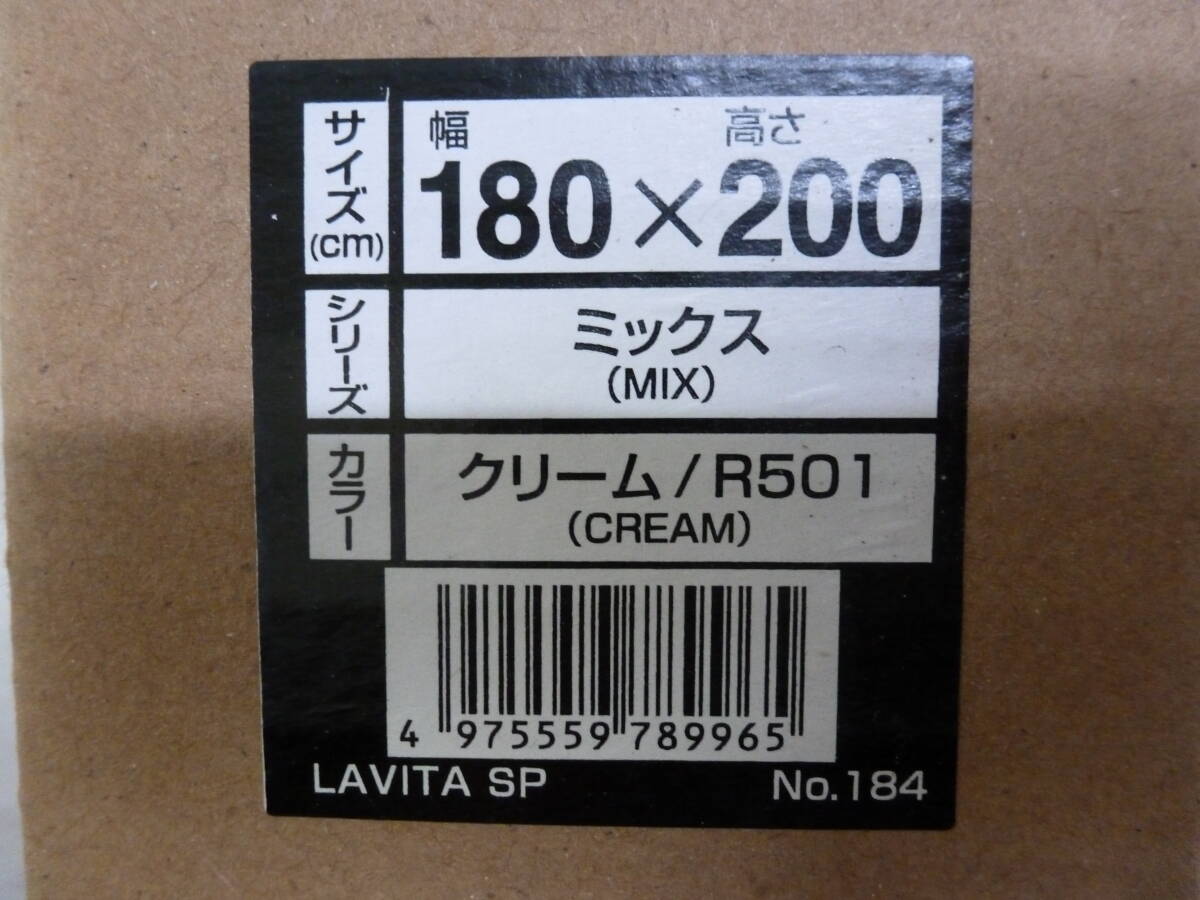 サイズ
(cm)
幅 高さ
180×200
シリーズ
ミックス
(MIX)
カラー
クリーム/R501
(CREAM)
4 975559 789965
LAVITA SP No.184